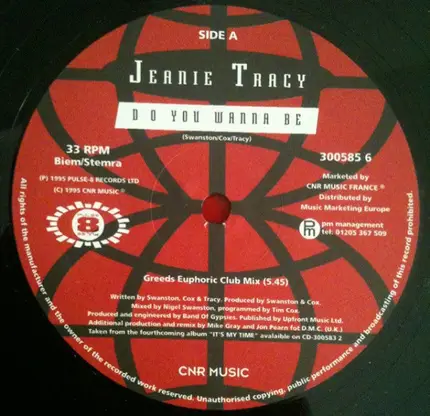 SIDE A
JEANIE TRACY
DO YOU WANNA BE
(Swanston/Cox/Tracy)
33 RPM
Biem/Stemra
(P) 1995 PULSE-8 RECORDS LTD
(C) 1995 CNR MUSIC ®
8
300585 6
Marketed by
CNR MUSIC FRANCE ®
Distributed by
Music Marketing Europe
pm management
tel: 01205 367 509
Greeds Euphoric Club Mix (5.45)
Written by Swanston, Cox & Tracy. Produced by Swanston & Cox.
Mixed by Nigel Swanston, programmed by Tim Cox.
Produced and engineered by Band Of Gypsies. Published by Upfront Music Ltd.
Additional production and remix by Mike Gray and Jon Pearn fot D.M.C. (U.K.)
Taken from the fourthcoming album "IT'S MY TIME" avalaible on CD-300583 2
CNR MUSIC
All rights of the manufacturer and the owner of the recorded work reserved. Unauthorised copying, public performance and broadcasting of this record prohibited.